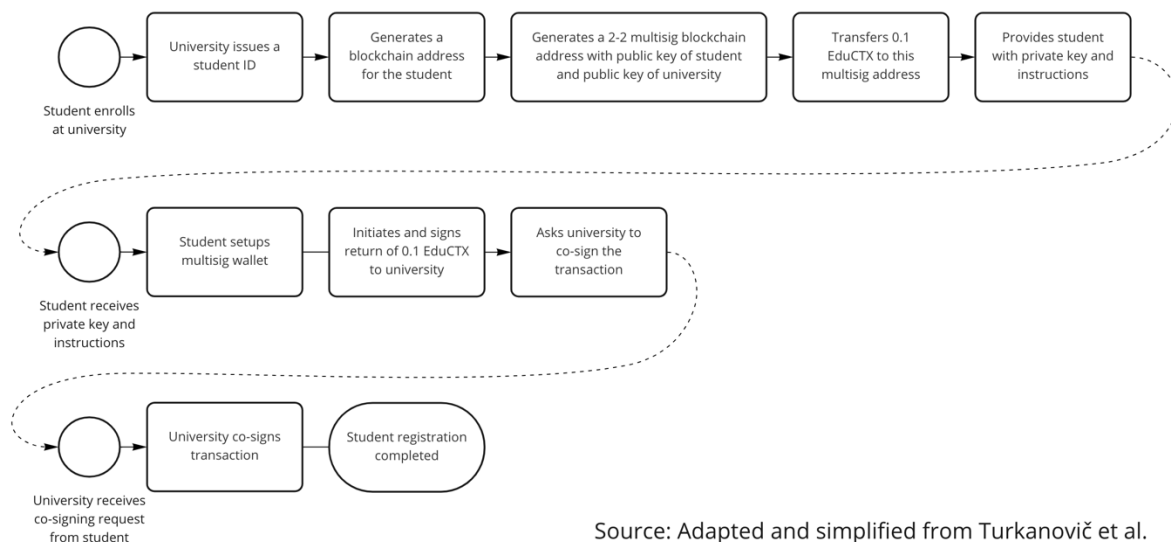 University issues a
student ID
Generates a
blockchain address
for the student
Generates a 2-2 multisig blockchain
address with public key of student
and public key of university
Transfers 0.1
EduCTX to this
multisig address
Provides student
with private key and
instructions
Student enrolls
at university
Student setups
multisig wallet
Initiates and signs
return of 0.1 EduCTX
to university
Asks university to
co-sign the
transaction
Student receives
private key and
instructions
University co-signs
transaction
Student registration
completed
University receives
co-signing request
from student
Source: Adapted and simplified from Turkanovič et al.